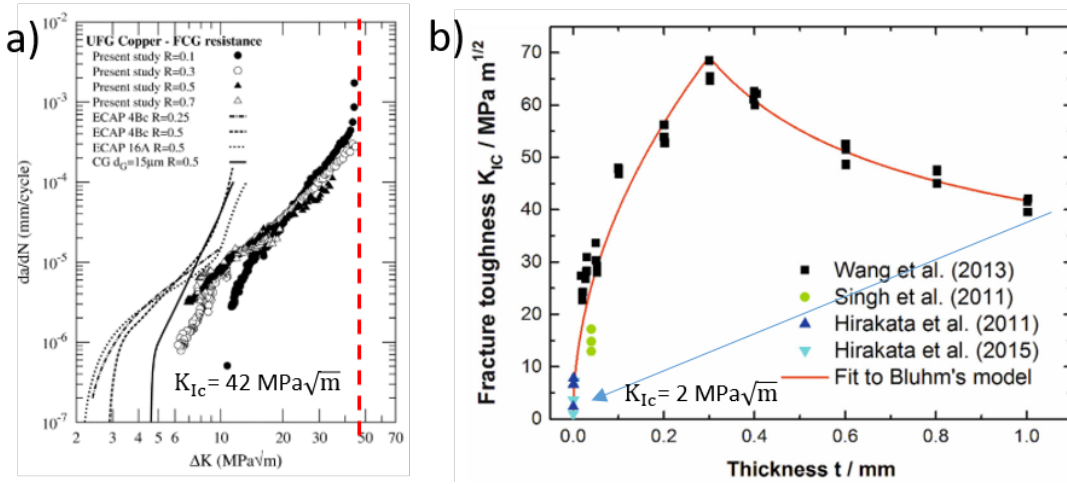 a)
UFG Copper - FCG resistance
Present study R=0.1
Present study R=0.3
Present study R=0.5
Present study R=0.7
ECAP 4Bc R=0.25
ECAP 4Bc R=0.5
ECAP 16A R=0.5
CG d_G=15μm R=0.5
10⁻²
10⁻³
10⁻⁴
10⁻⁵
10⁻⁶
10⁻⁷
da/dN (mm/cycle)
K_Ic= 42 MPa√m
2 3 4 5 6 10 20 30 50 70
ΔK (MPa√m)
b)
Fracture toughness K_IC / MPa m^1/2
70
60
50
40
30
20
10
0
Wang et al. (2013)
Singh et al. (2011)
Hirakata et al. (2011)
Hirakata et al. (2015)
Fit to Bluhm's model
K_Ic= 2 MPa√m
0.0 0.2 0.4 0.6 0.8 1.0
Thickness t / mm